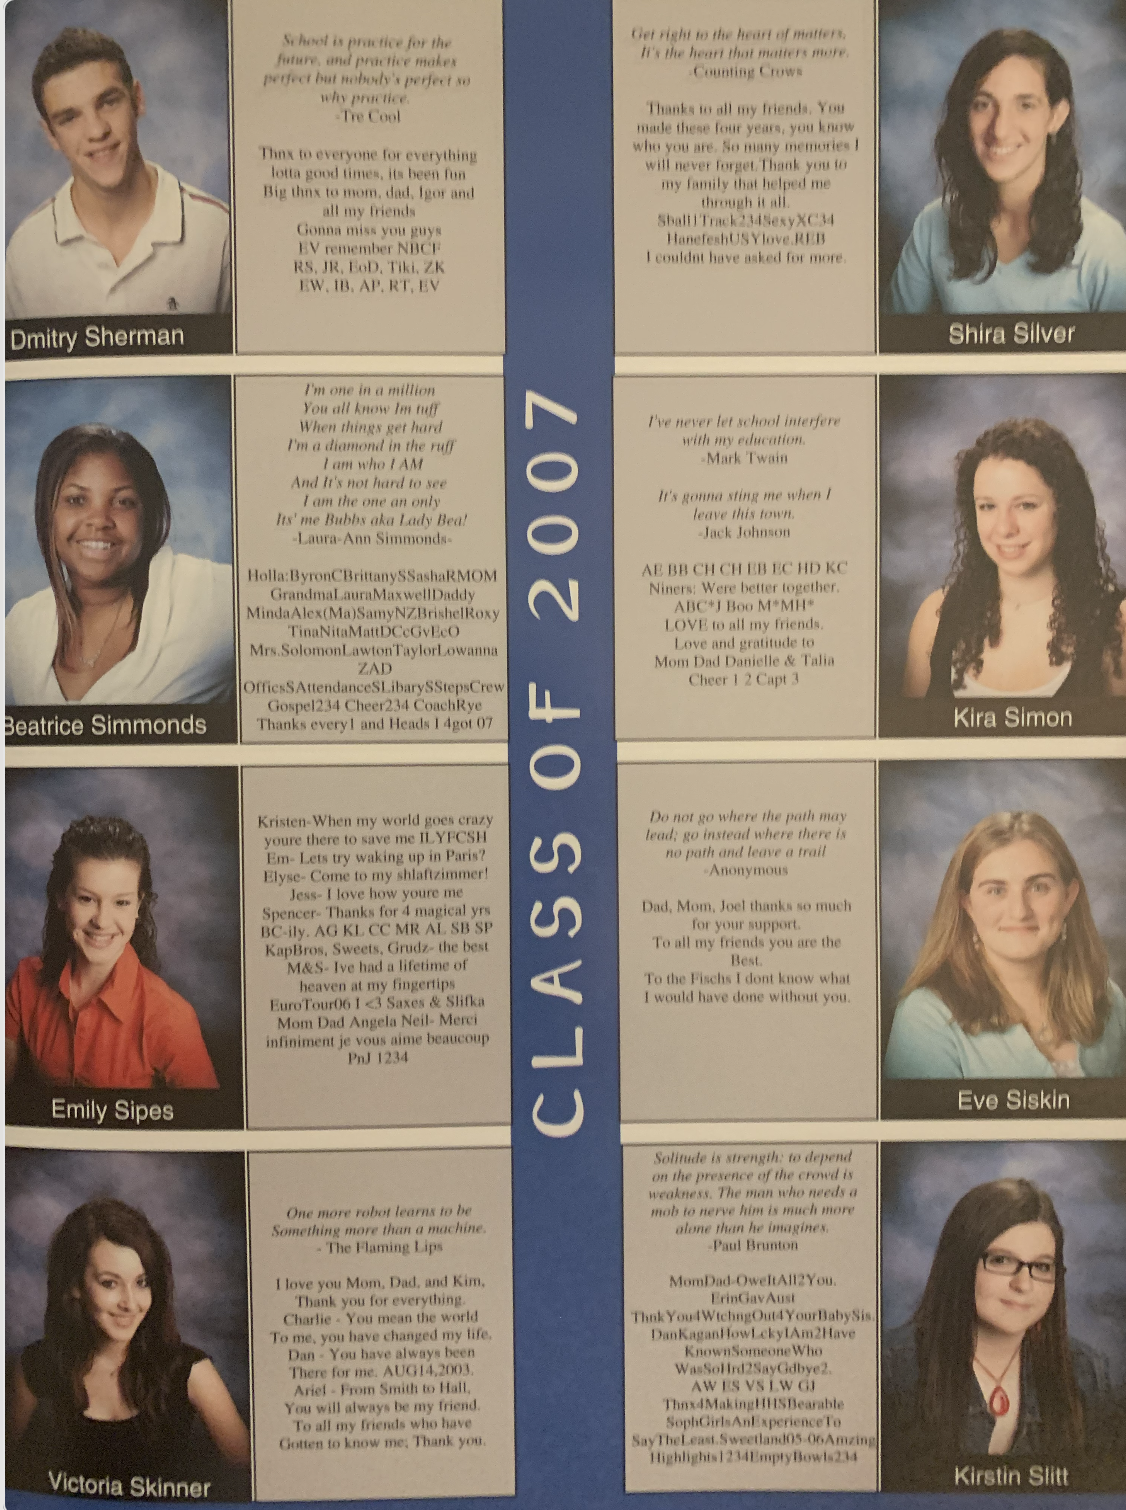 School is practice for the
future, and practice makes
perfect but nobody's perfect so
why practice.
-Tre Cool
Thnx to everyone for everything
lotta good times, its been fun
Big thnx to mom, dad, Igor and
all my friends
Gonna miss you guys
EV remember NBCF
RS, JR, EoD, Tiki, ZK
EW, IB, AP, RT, EV
Dmitry Sherman
I'm one in a million
You all know Im tuff
When things get hard
I'm a diamond in the ruff
I am who I AM
And It's not hard to see
I am the one an only
Its' me Bubbs aka Lady Bea!
-Laura-Ann Simmonds-
Holla:ByronCBrittanySSashaRMOM
GrandmaLauraMaxwellDaddy
MindaAlex(Ma)SamyNZBrishelRoxy
TinaNitaMattDCcGvEcO
Mrs.SolomonLawtonTaylorLowanna
ZAD
OfficsSAttendanceSLibarySStepsCrew
Gospel234 Cheer234 CoachRye
Thanks every1 and Heads I 4got 07
Beatrice Simmonds
Kristen-When my world goes crazy
youre there to save me ILYFCSH
Em- Lets try waking up in Paris?
Elyse- Come to my shlaftzimmer!
Jess- I love how youre me
Spencer- Thanks for 4 magical yrs
BC-ily. AG KL CC MR AL SB SP
KapBros, Sweets, Grudz- the best
M&S- Ive had a lifetime of
heaven at my fingertips
EuroTour06 I <3 Saxes & Slifka
Mom Dad Angela Neil- Merci
infiniment je vous aime beaucoup
PnJ 1234
Emily Sipes
One more robot learns to be
Something more than a machine.
- The Flaming Lips
I love you Mom, Dad, and Kim,
Thank you for everything.
Charlie - You mean the world
To me, you have changed my life.
Dan - You have always been
There for me. AUG14,2003.
Ariel - From Smith to Hall,
You will always be my friend.
To all my friends who have
Gotten to know me; Thank you.
Victoria Skinner
CLASS OF 2007
Get right to the heart of matters,
It's the heart that matters more.
-Counting Crows
Thanks to all my friends. You
made these four years, you know
who you are. So many memories I
will never forget.Thank you to
my family that helped me
through it all.
Sball1Track234SexyXC34
HanefeshUSYlove.REB
I couldnt have asked for more.
Shira Silver
I've never let school interfere
with my education.
-Mark Twain
It's gonna sting me when I
leave this town.
-Jack Johnson
AE BB CH CH EB EC HD KC
Niners: Were better together.
ABC*J Boo M*MH*
LOVE to all my friends.
Love and gratitude to
Mom Dad Danielle & Talia
Cheer 1 2 Capt 3
Kira Simon
Do not go where the path may
lead; go instead where there is
no path and leave a trail
-Anonymous
Dad, Mom, Joel thanks so much
for your support.
To all my friends you are the
Best.
To the Fischs I dont know what
I would have done without you.
Eve Siskin
Solitude is strength; to depend
on the presence of the crowd is
weakness. The man who needs a
mob to nerve him is much more
alone than he imagines.
-Paul Brunton
MomDad-OweItAll2You.
ErinGavAust
ThnkYou4WtchngOut4YourBabySis.
DanKaganHowLckyIAm2Have
KnownSomeoneWho
WasSoHrd2SayGdbye2.
AW ES VS LW GJ
Thnx4MakingHHSBearable
SophGirlsAnExperienceTo
SayTheLeast.Sweetland05-06Amzing
Highlights1234EmptyBowls234
Kirstin Slitt